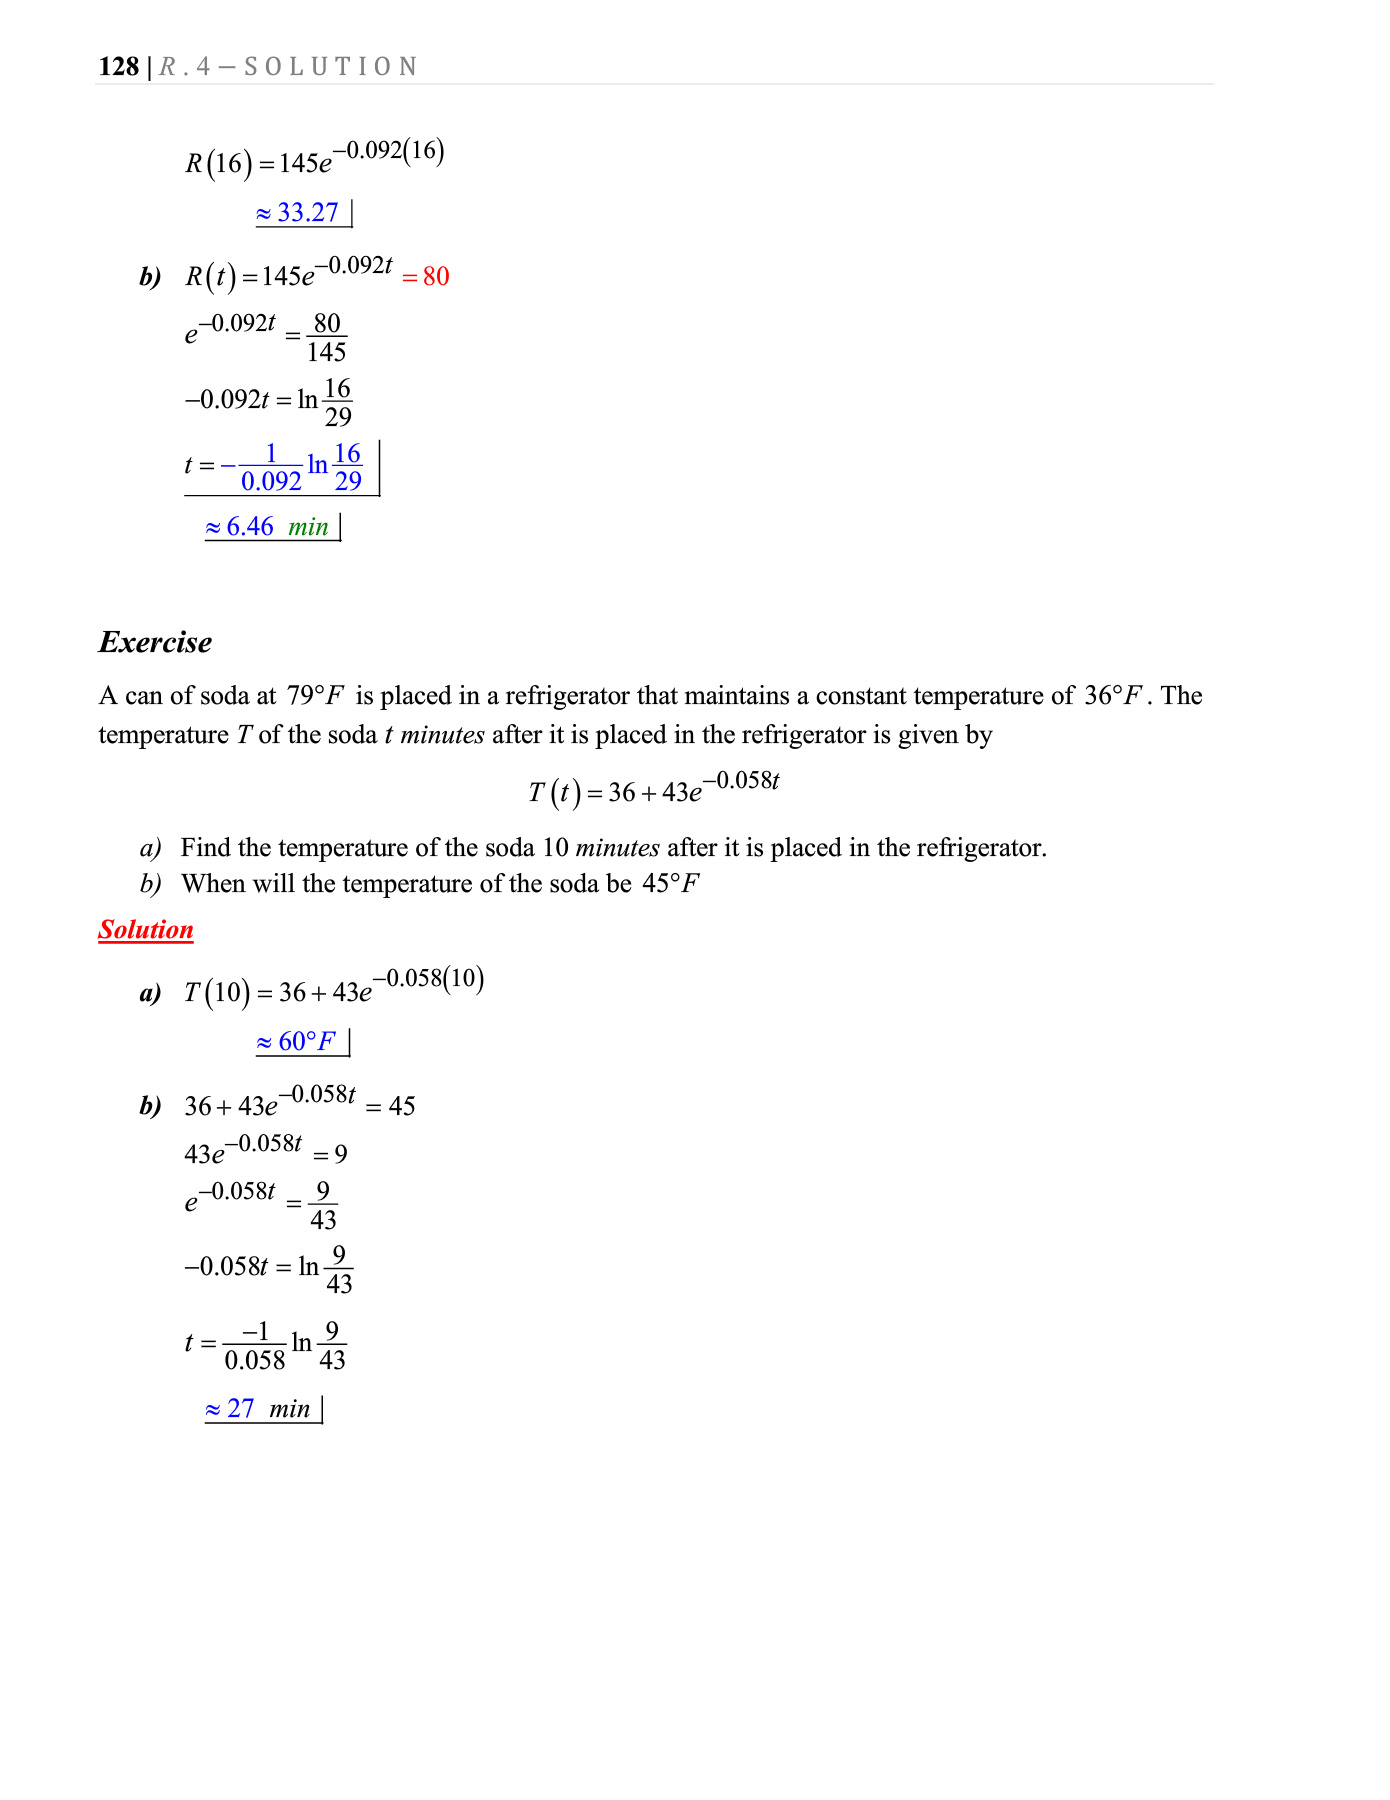 128 | R.4 – SOLUTION
R(16) = 145e^{-0.092(16)}
≈ 33.27
b) R(t) = 145e^{-0.092t} = 80
e^{-0.092t} = \frac{80}{145}
-0.092t = ln \frac{16}{29}
t = -\frac{1}{0.092} ln \frac{16}{29}
≈ 6.46 min
Exercise
A can of soda at 79°F is placed in a refrigerator that maintains a constant temperature of 36°F. The
temperature T of the soda t minutes after it is placed in the refrigerator is given by
T(t) = 36 + 43e^{-0.058t}
a) Find the temperature of the soda 10 minutes after it is placed in the refrigerator.
b) When will the temperature of the soda be 45°F
Solution
a) T(10) = 36 + 43e^{-0.058(10)}
≈ 60°F
b) 36 + 43e^{-0.058t} = 45
43e^{-0.058t} = 9
e^{-0.058t} = \frac{9}{43}
-0.058t = ln \frac{9}{43}
t = \frac{-1}{0.058} ln \frac{9}{43}
≈ 27 min